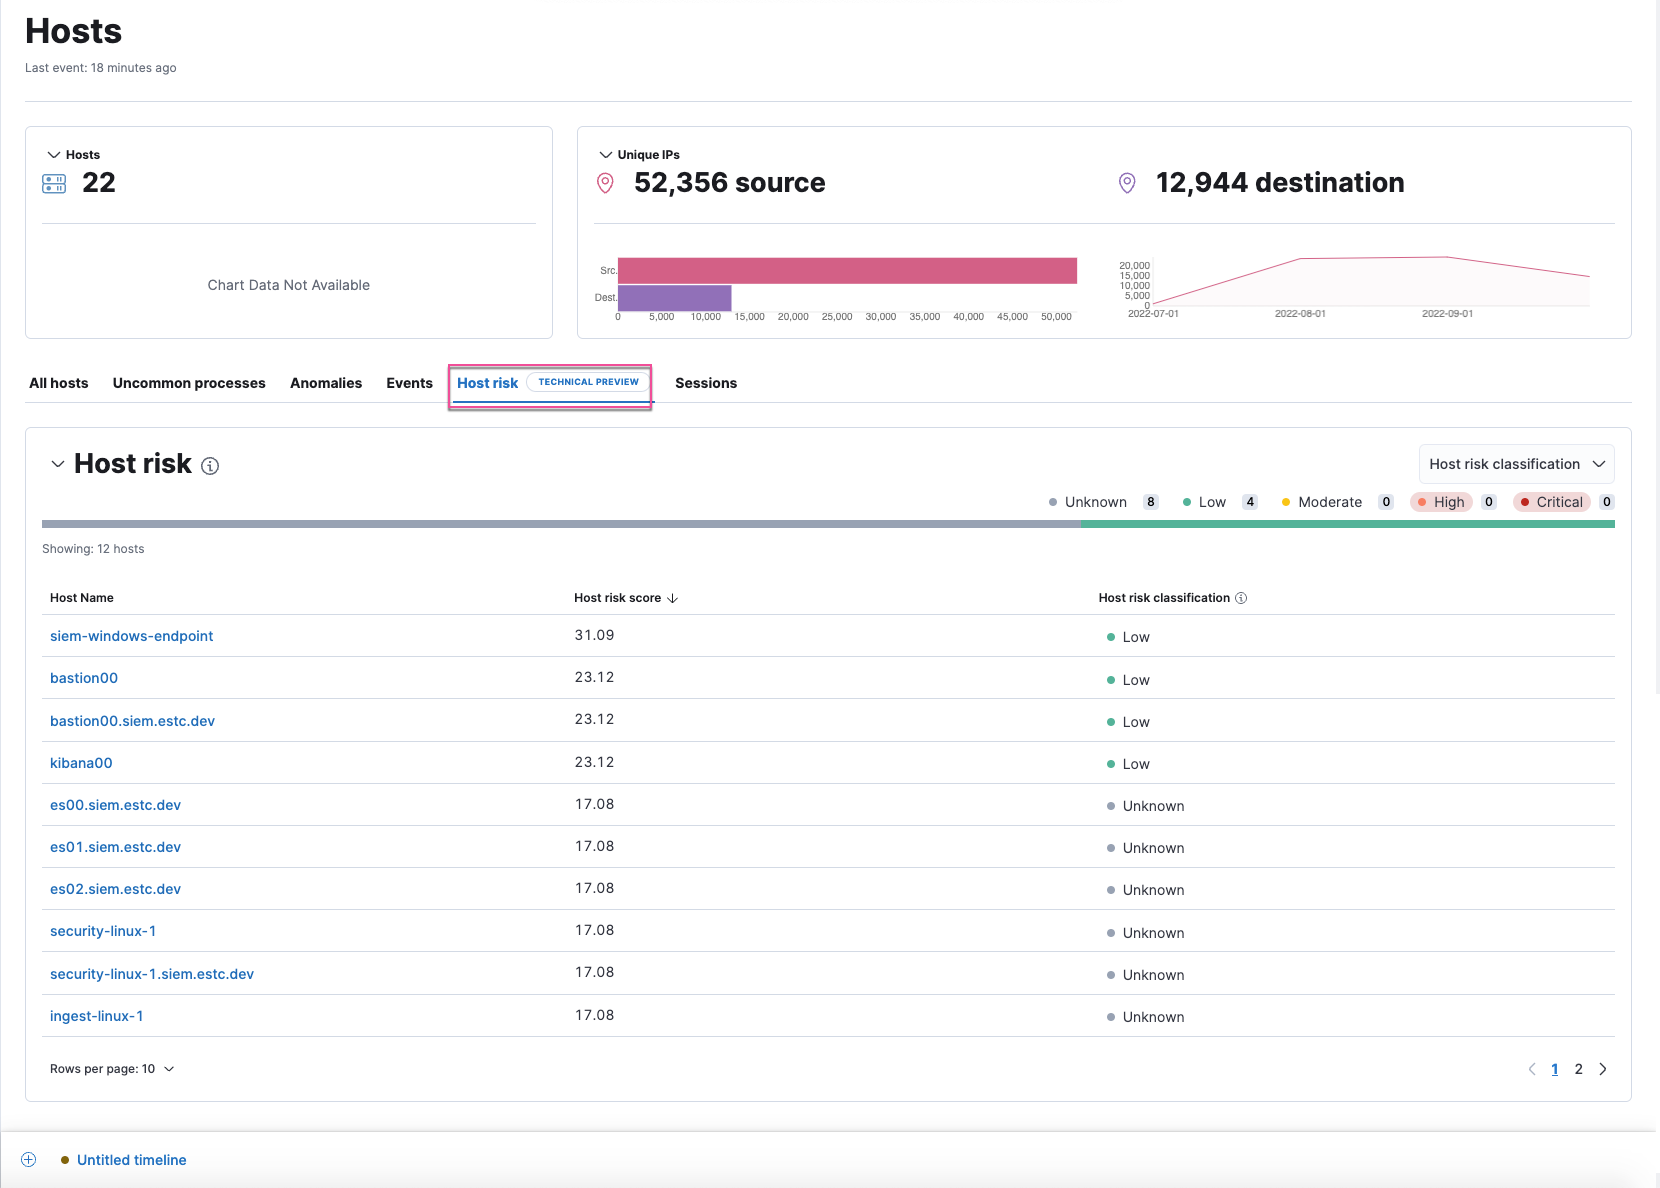 Hosts
Last event: 18 minutes ago
Hosts
22
Chart Data Not Available
Unique IPs
52,356 source
12,944 destination
Src.
Dest.
0 5,000 10,000 15,000 20,000 25,000 30,000 35,000 40,000 45,000 50,000
20,000
15,000
10,000
5,000
0
2022-07-01 2022-08-01 2022-09-01
All hosts Uncommon processes Anomalies Events Host risk TECHNICAL PREVIEW Sessions
Host risk
Host risk classification
Unknown 8 Low 4 Moderate 0 High 0 Critical 0
Showing: 12 hosts
Host Name Host risk score Host risk classification
siem-windows-endpoint 31.09 Low
bastion00 23.12 Low
bastion00.siem.estc.dev 23.12 Low
kibana00 23.12 Low
es00.siem.estc.dev 17.08 Unknown
es01.siem.estc.dev 17.08 Unknown
es02.siem.estc.dev 17.08 Unknown
security-linux-1 17.08 Unknown
security-linux-1.siem.estc.dev 17.08 Unknown
ingest-linux-1 17.08 Unknown
Rows per page: 10
1 2
Untitled timeline